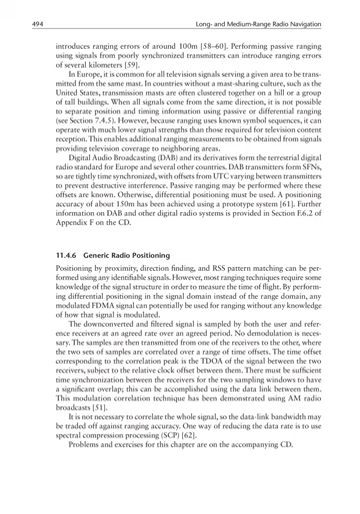 494 Long- and Medium-Range Radio Navigation
introduces ranging errors of around 100m [58–60]. Performing passive ranging
using signals from poorly synchronized transmitters can introduce ranging errors
of several kilometers [59].
In Europe, it is common for all television signals serving a given area to be trans-
mitted from the same mast. In countries without a mast-sharing culture, such as the
United States, transmission masts are often clustered together on a hill or a group
of tall buildings. When all signals come from the same direction, it is not possible
to separate position and timing information using passive or differential ranging
(see Section 7.4.5). However, because ranging uses known symbol sequences, it can
operate with much lower signal strengths than those required for television content
reception. This enables additional ranging measurements to be obtained from signals
providing television coverage to neighboring areas.
Digital Audio Broadcasting (DAB) and its derivatives form the terrestrial digital
radio standard for Europe and several other countries. DAB transmitters form SFNs,
so are tightly time synchronized, with offsets from UTC varying between transmitters
to prevent destructive interference. Passive ranging may be performed where these
offsets are known. Otherwise, differential positioning must be used. A positioning
accuracy of about 150m has been achieved using a prototype system [61]. Further
information on DAB and other digital radio systems is provided in Section F.6.2 of
Appendix F on the CD.
11.4.6 Generic Radio Positioning
Positioning by proximity, direction finding, and RSS pattern matching can be per-
formed using any identifiable signals. However, most ranging techniques require some
knowledge of the signal structure in order to measure the time of flight. By perform-
ing differential positioning in the signal domain instead of the range domain, any
modulated FDMA signal can potentially be used for ranging without any knowledge
of how that signal is modulated.
The downconverted and filtered signal is sampled by both the user and refer-
ence receivers at an agreed rate over an agreed period. No demodulation is neces-
sary. The samples are then transmitted from one of the receivers to the other, where
the two sets of samples are correlated over a range of time offsets. The time offset
corresponding to the correlation peak is the TDOA of the signal between the two
receivers, subject to the relative clock offset between them. There must be sufficient
time synchronization between the receivers for the two sampling windows to have
a significant overlap; this can be accomplished using the data link between them.
This modulation correlation technique has been demonstrated using AM radio
broadcasts [51].
It is not necessary to correlate the whole signal, so the data-link bandwidth may
be traded off against ranging accuracy. One way of reducing the data rate is to use
spectral compression processing (SCP) [62].
Problems and exercises for this chapter are on the accompanying CD.